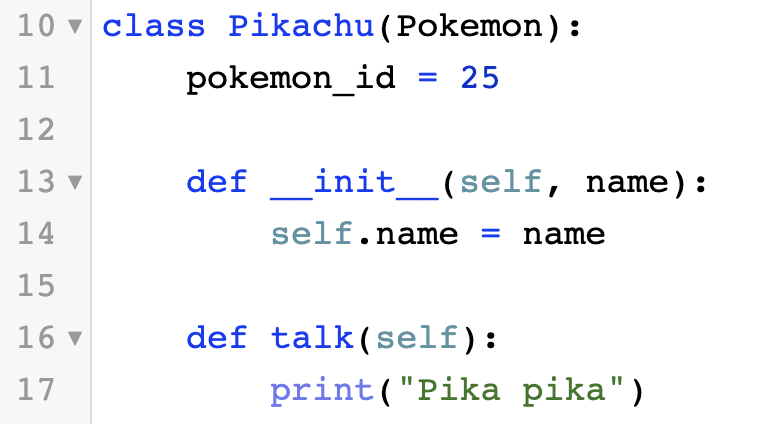 10 class Pikachu(Pokemon):
11     pokemon_id = 25
12
13     def __init__(self, name):
14         self.name = name
15
16     def talk(self):
17         print("Pika pika")